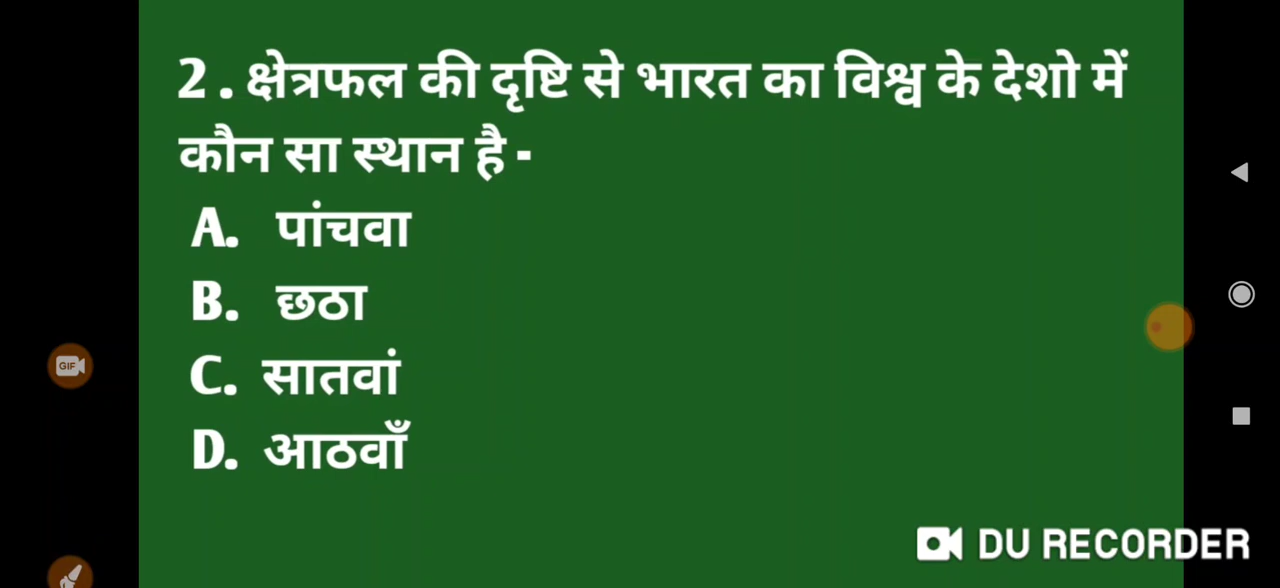 2 . क्षेत्रफल की दृष्टि से भारत का विश्व के देशो में
कौन सा स्थान है -
A. पांचवा
B. छठा
C. सातवां
D. आठवाँ
GIF
DU RECORDER